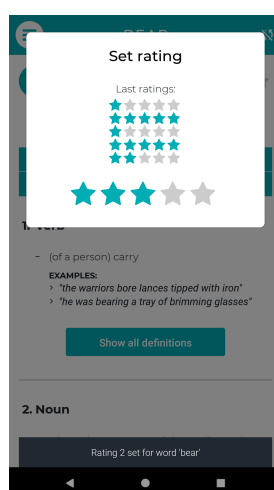 BEAR
Set rating
Last ratings:
1. Verb
- (of a person) carry
EXAMPLES:
> "the warriors bore lances tipped with iron"
> "he was bearing a tray of brimming glasses"
Show all definitions
2. Noun
Rating 2 set for word 'bear'